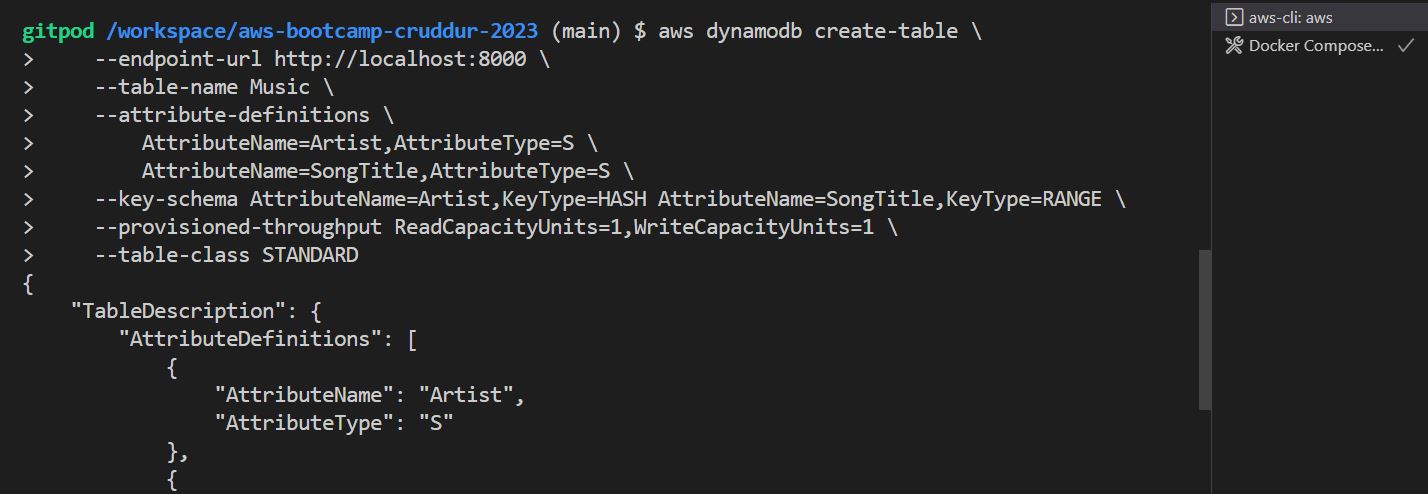 gitpod /workspace/aws-bootcamp-cruddur-2023 (main) $ aws dynamodb create-table \
>     --endpoint-url http://localhost:8000 \
>     --table-name Music \
>     --attribute-definitions \
>         AttributeName=Artist,AttributeType=S \
>         AttributeName=SongTitle,AttributeType=S \
>     --key-schema AttributeName=Artist,KeyType=HASH AttributeName=SongTitle,KeyType=RANGE \
>     --provisioned-throughput ReadCapacityUnits=1,WriteCapacityUnits=1 \
>     --table-class STANDARD
{
    "TableDescription": {
        "AttributeDefinitions": [
            {
                "AttributeName": "Artist",
                "AttributeType": "S"
            },
            {
aws-cli: aws
Docker Compose...